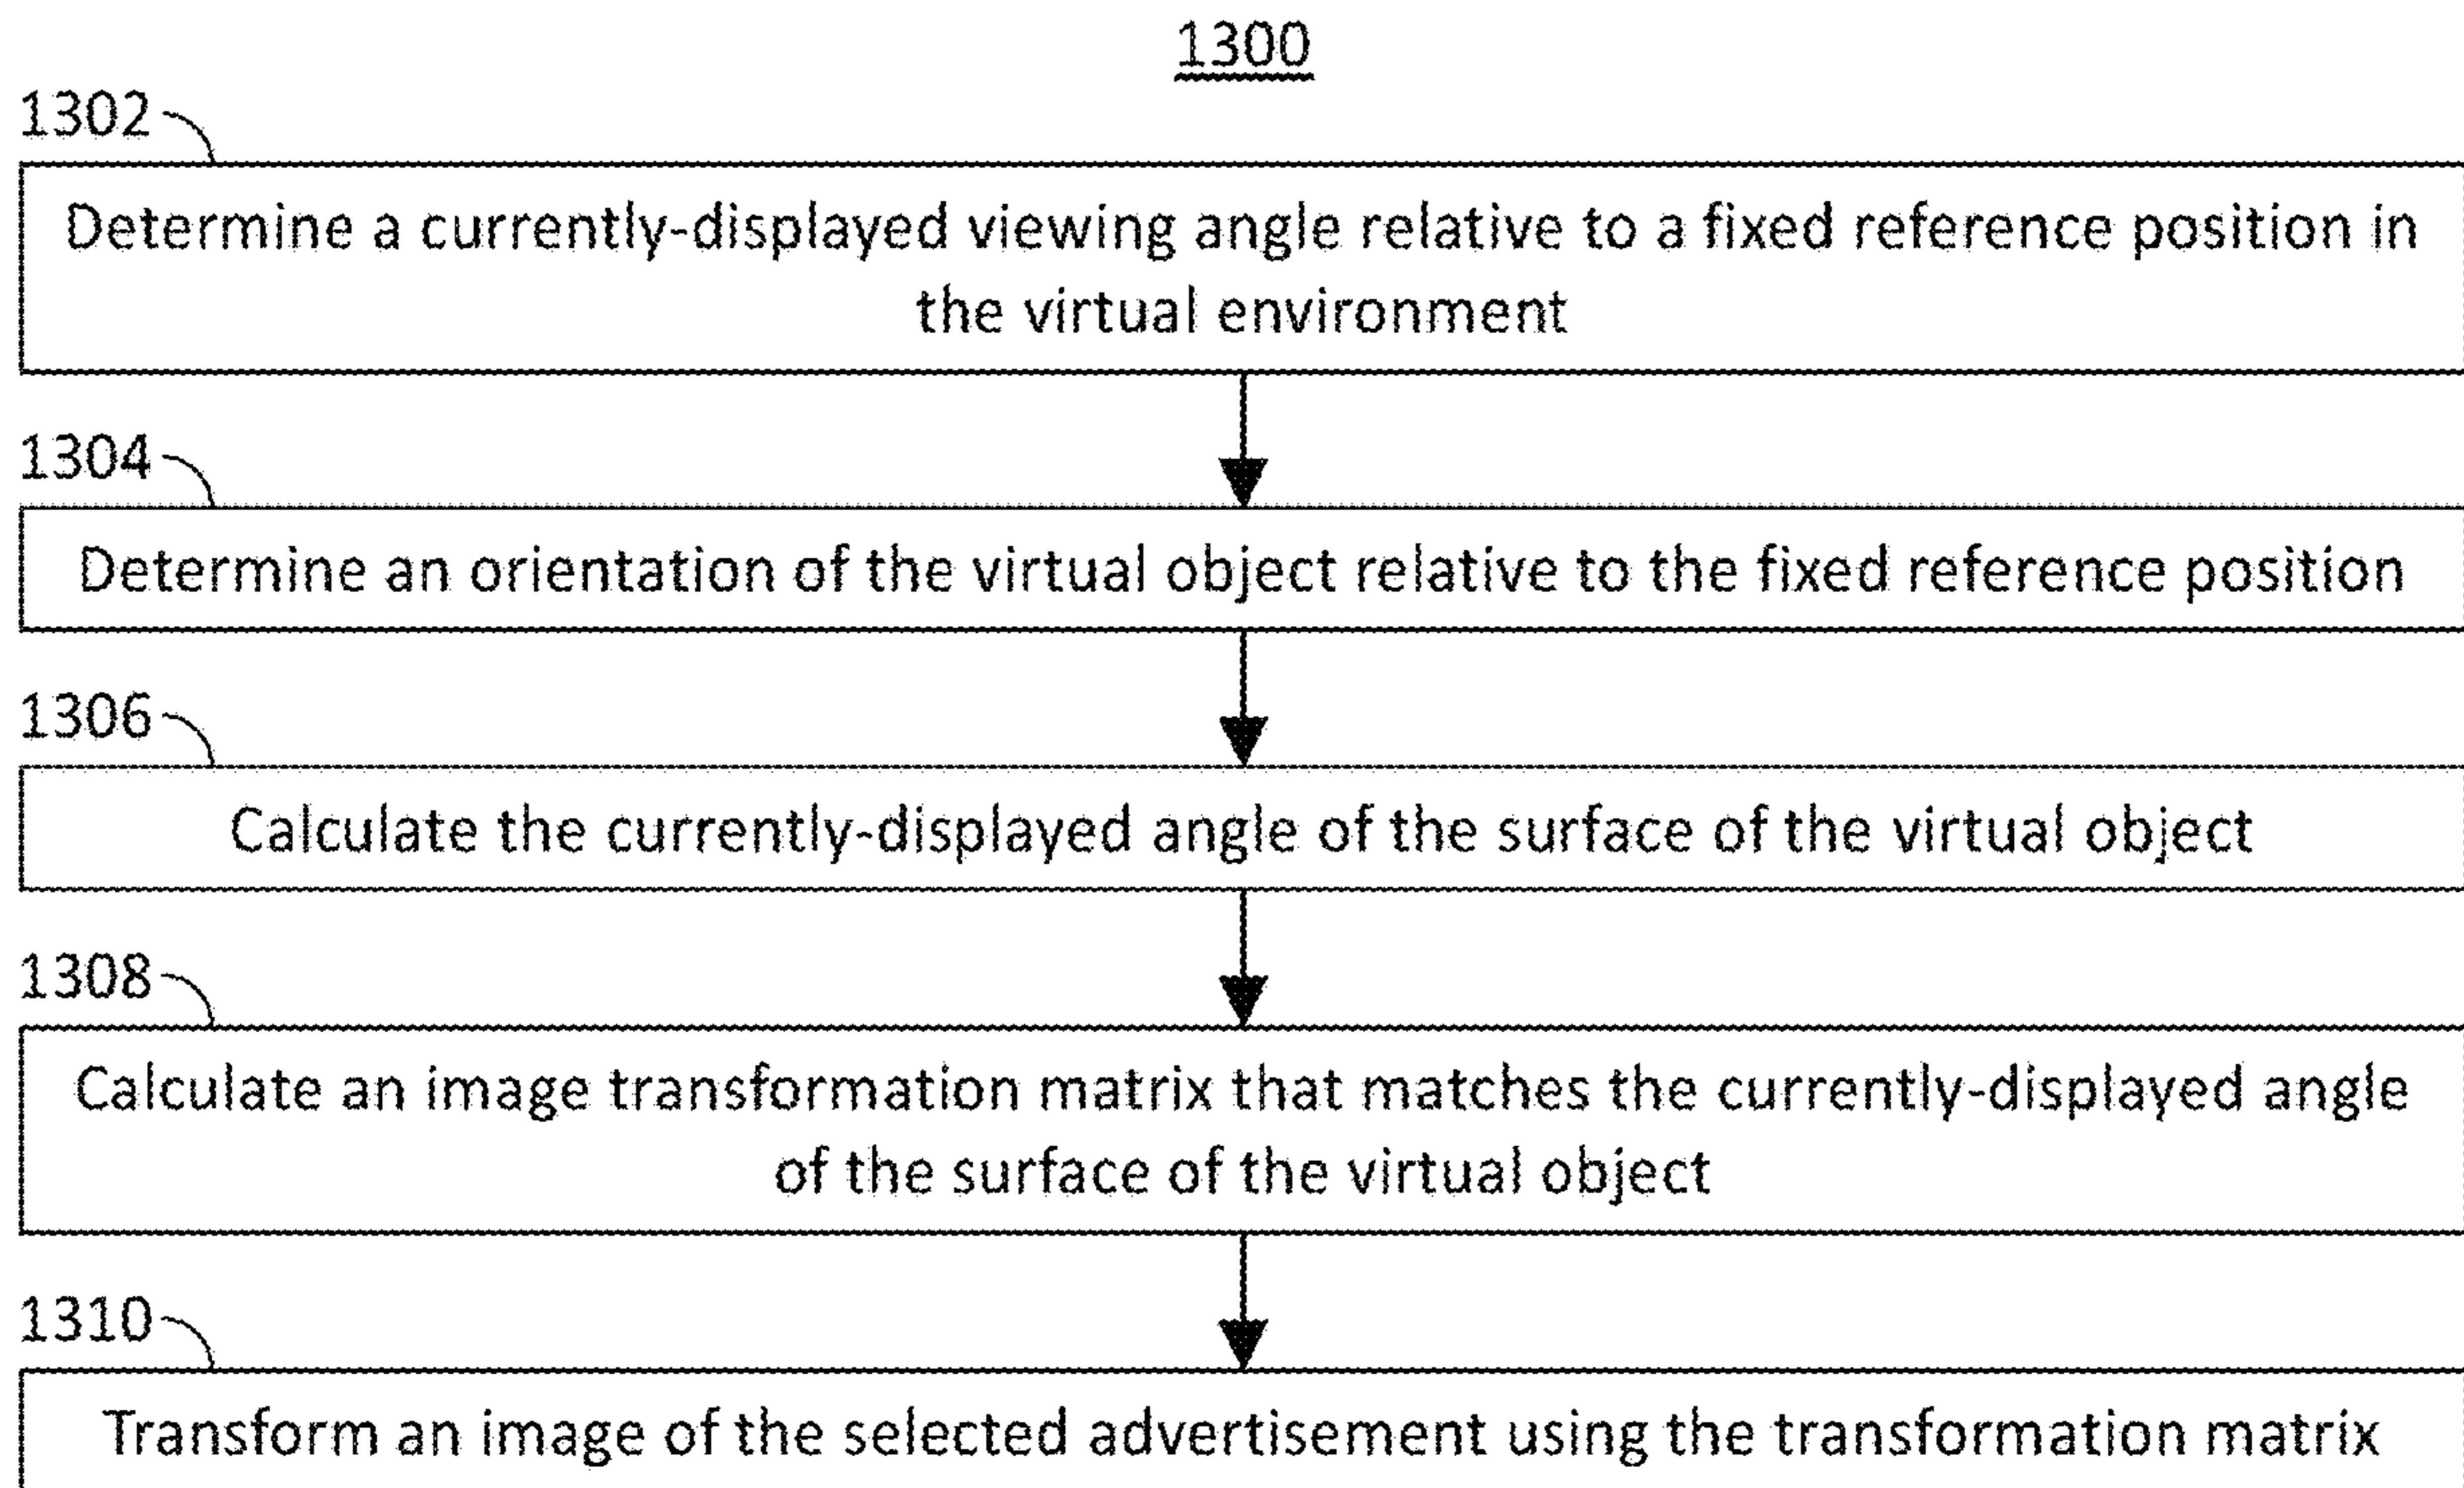 1300
1302
Determine a currently-displayed viewing angle relative to a fixed reference position in
the virtual environment
1304
Determine an orientation of the virtual object relative to the fixed reference position
1306
Calculate the currently-displayed angle of the surface of the virtual object
1308
Calculate an image transformation matrix that matches the currently-displayed angle
of the surface of the virtual object
1310
Transform an image of the selected advertisement using the transformation matrix